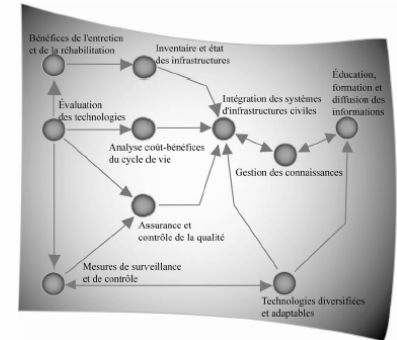 Bénéfices de l'entretien
et de la réhabilitation
Inventaire et état
des infrastructures
Éducation,
formation et
diffusion des
informations
Évaluation
des technologies
Intégration des systèmes
d'infrastructures civiles
Analyse coût-bénéfices
du cycle de vie
Gestion des connaissances
Assurance et
contrôle de la qualité
Mesures de surveillance
et de contrôle
Technologies diversifiées
et adaptables